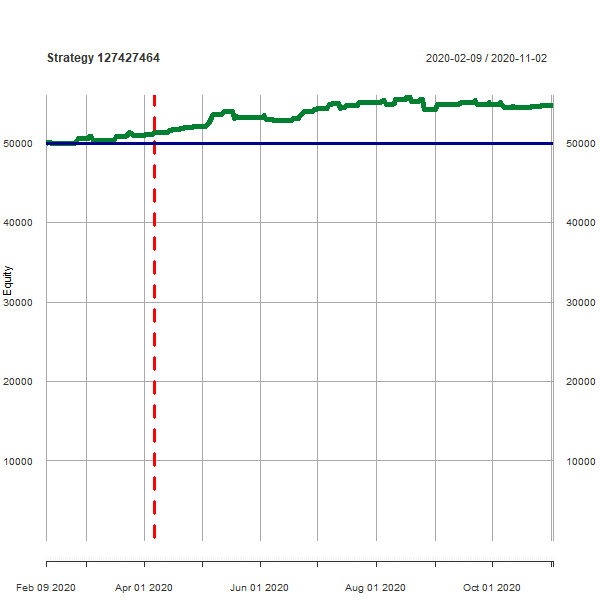 Strategy 127427464
2020-02-09 / 2020-11-02
50000
50000
40000
40000
Equity
30000
30000
20000
20000
10000
10000
Feb 09 2020
Apr 01 2020
Jun 01 2020
Aug 01 2020
Oct 01 2020